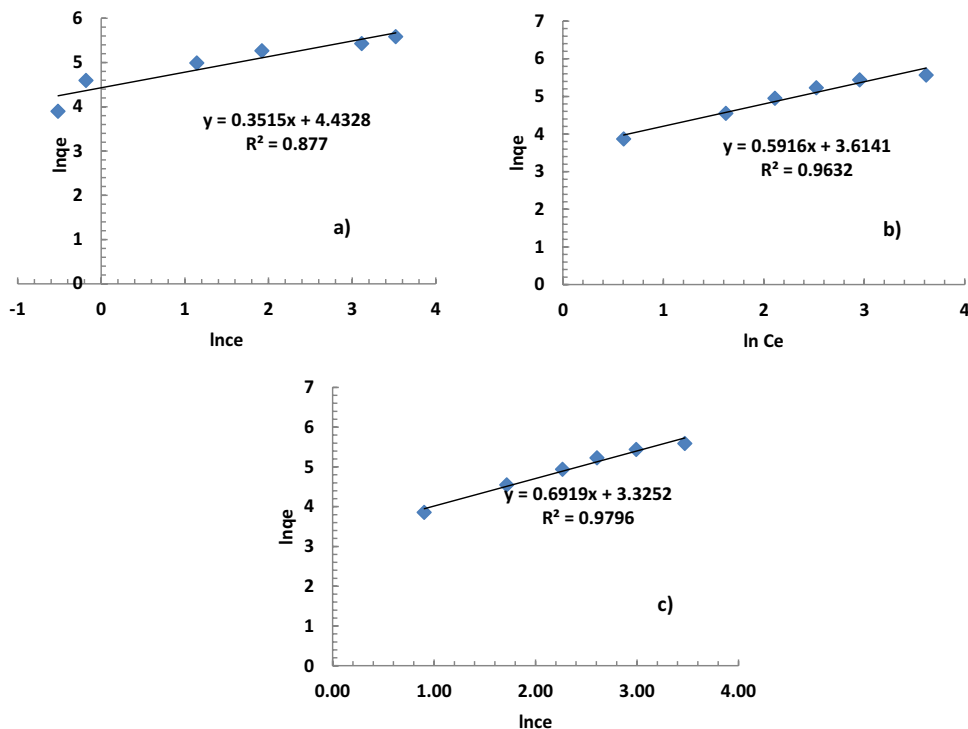 6
5
4
3
2
1
0
-1
0
1
2
3
4
lnqe
lnce
y = 0.3515x + 4.4328
R² = 0.877
a)
7
6
5
4
3
2
1
0
0
1
2
3
4
lnqe
ln Ce
y = 0.5916x + 3.6141
R² = 0.9632
b)
7
6
5
4
3
2
1
0
0.00
1.00
2.00
3.00
4.00
lnqe
lnce
y = 0.6919x + 3.3252
R² = 0.9796
c)